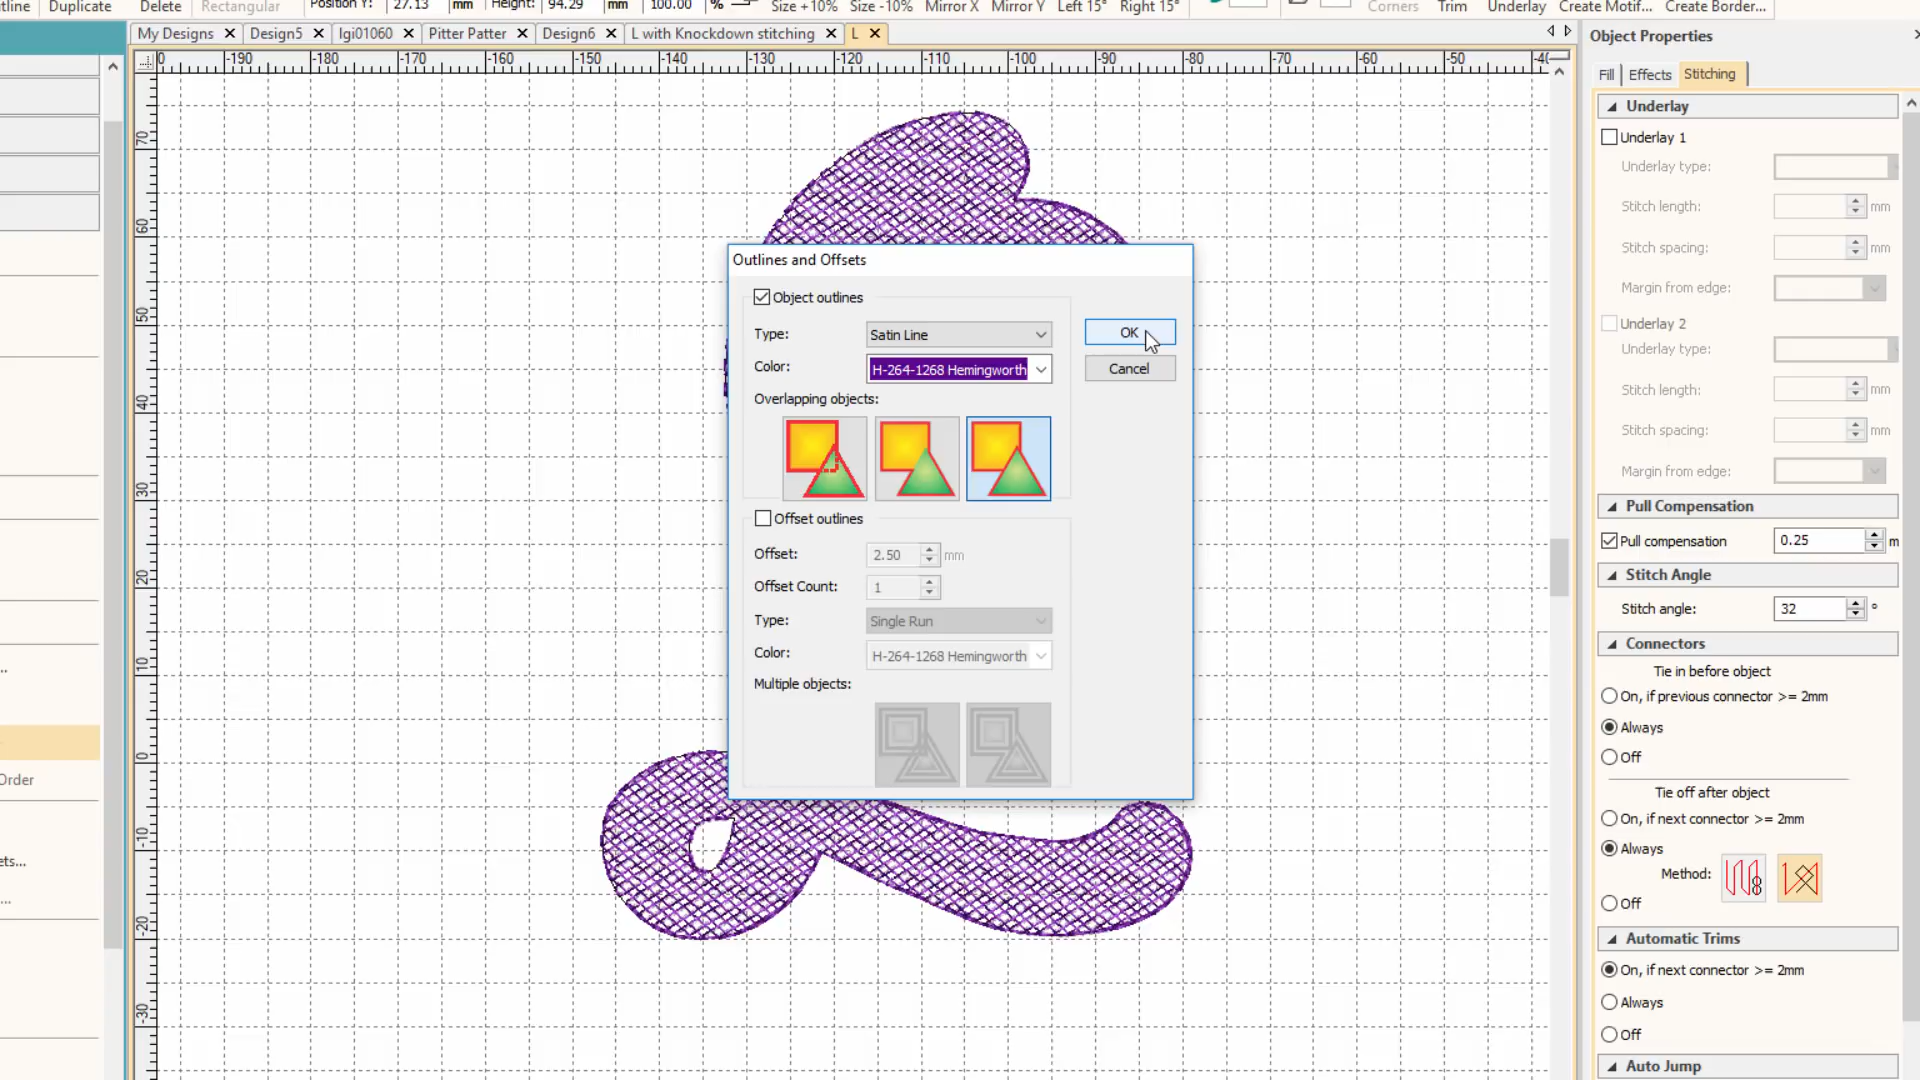 tline Duplicate Delete Rectangular Position Y: 27.13 mm Height: 94.29 mm 100.00 % Size +10% Size -10% Mirror X Mirror Y Left 15° Right 15° Corners Trim Underlay Create Motif... Create Border...
My Designs Design5 lgi01060 Pitter Patter Design6 L with Knockdown stitching L
0 -190 -180 -170 -160 -150 -140 -130 -120 -110 -100 -90 -80 -70 -60 -50 -40
70
60
50
40
30
20
10
0
-10
-20
-30
...
Order
ets...
...
Outlines and Offsets
Object outlines
Type: Satin Line
Color: H-264-1268 Hemingworth
Overlapping objects:
OK
Cancel
Offset outlines
Offset: 2.50 mm
Offset Count: 1
Type: Single Run
Color: H-264-1268 Hemingworth
Multiple objects:
Object Properties
Fill Effects Stitching
Underlay
Underlay 1
Underlay type:
Stitch length: mm
Stitch spacing: mm
Margin from edge:
Underlay 2
Underlay type:
Stitch length: mm
Stitch spacing: mm
Margin from edge:
Pull Compensation
Pull compensation 0.25 m
Stitch Angle
Stitch angle: 32 °
Connectors
Tie in before object
On, if previous connector >= 2mm
Always
Off
Tie off after object
On, if next connector >= 2mm
Always
Method:
Off
Automatic Trims
On, if next connector >= 2mm
Always
Off
Auto Jump